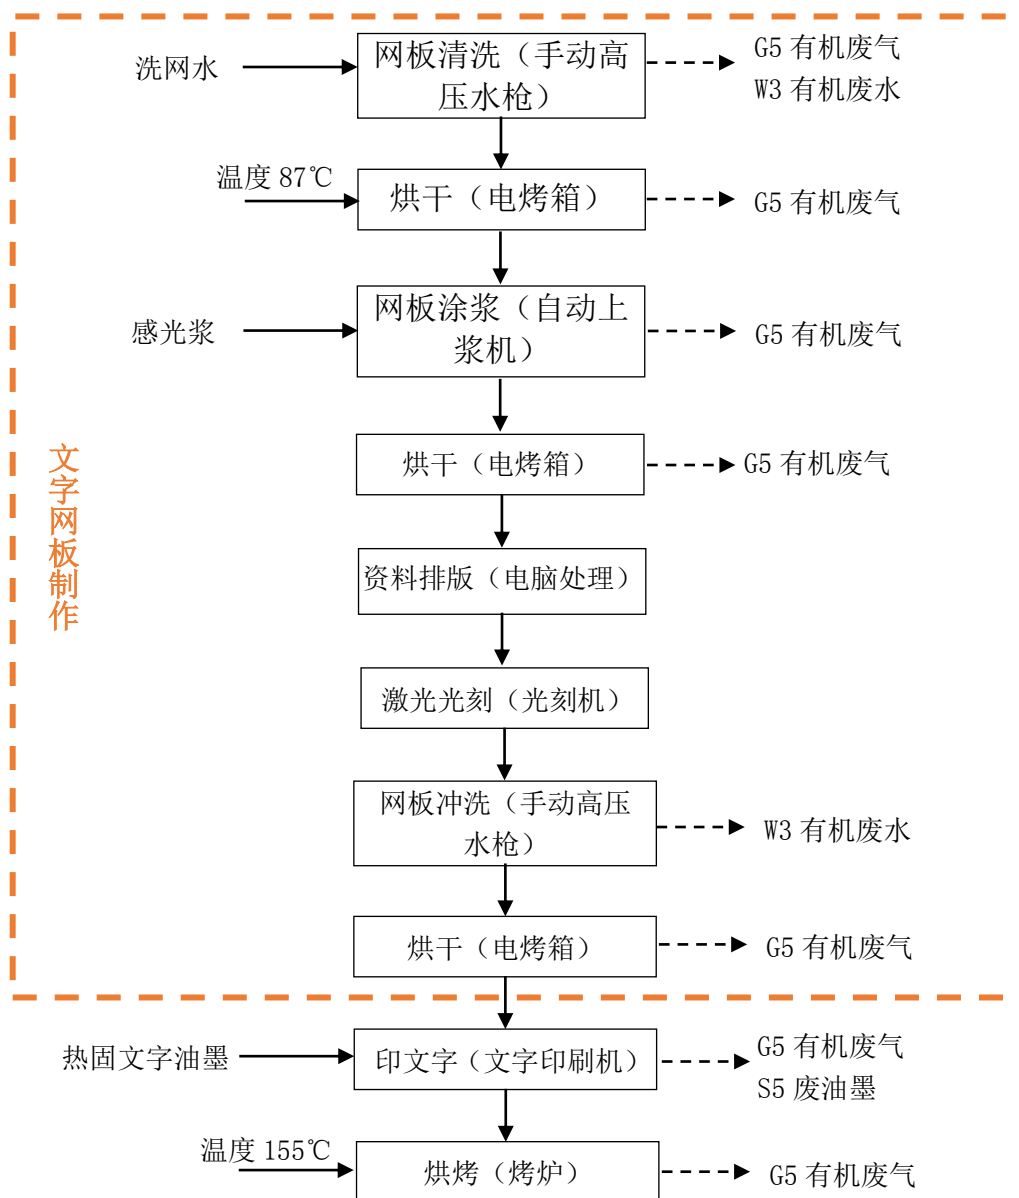 洗网水
网板清洗（手动高
压水枪）
G5 有机废气
W3 有机废水
温度 87℃
烘干（电烤箱）
G5 有机废气
感光浆
网板涂浆（自动上
浆机）
G5 有机废气
文字网板制作
烘干（电烤箱）
G5 有机废气
资料排版（电脑处理）
激光光刻（光刻机）
网板冲洗（手动高压
水枪）
W3 有机废水
烘干（电烤箱）
G5 有机废气
热固文字油墨
印文字（文字印刷机）
G5 有机废气
S5 废油墨
温度 155℃
烘烤（烤炉）
G5 有机废气